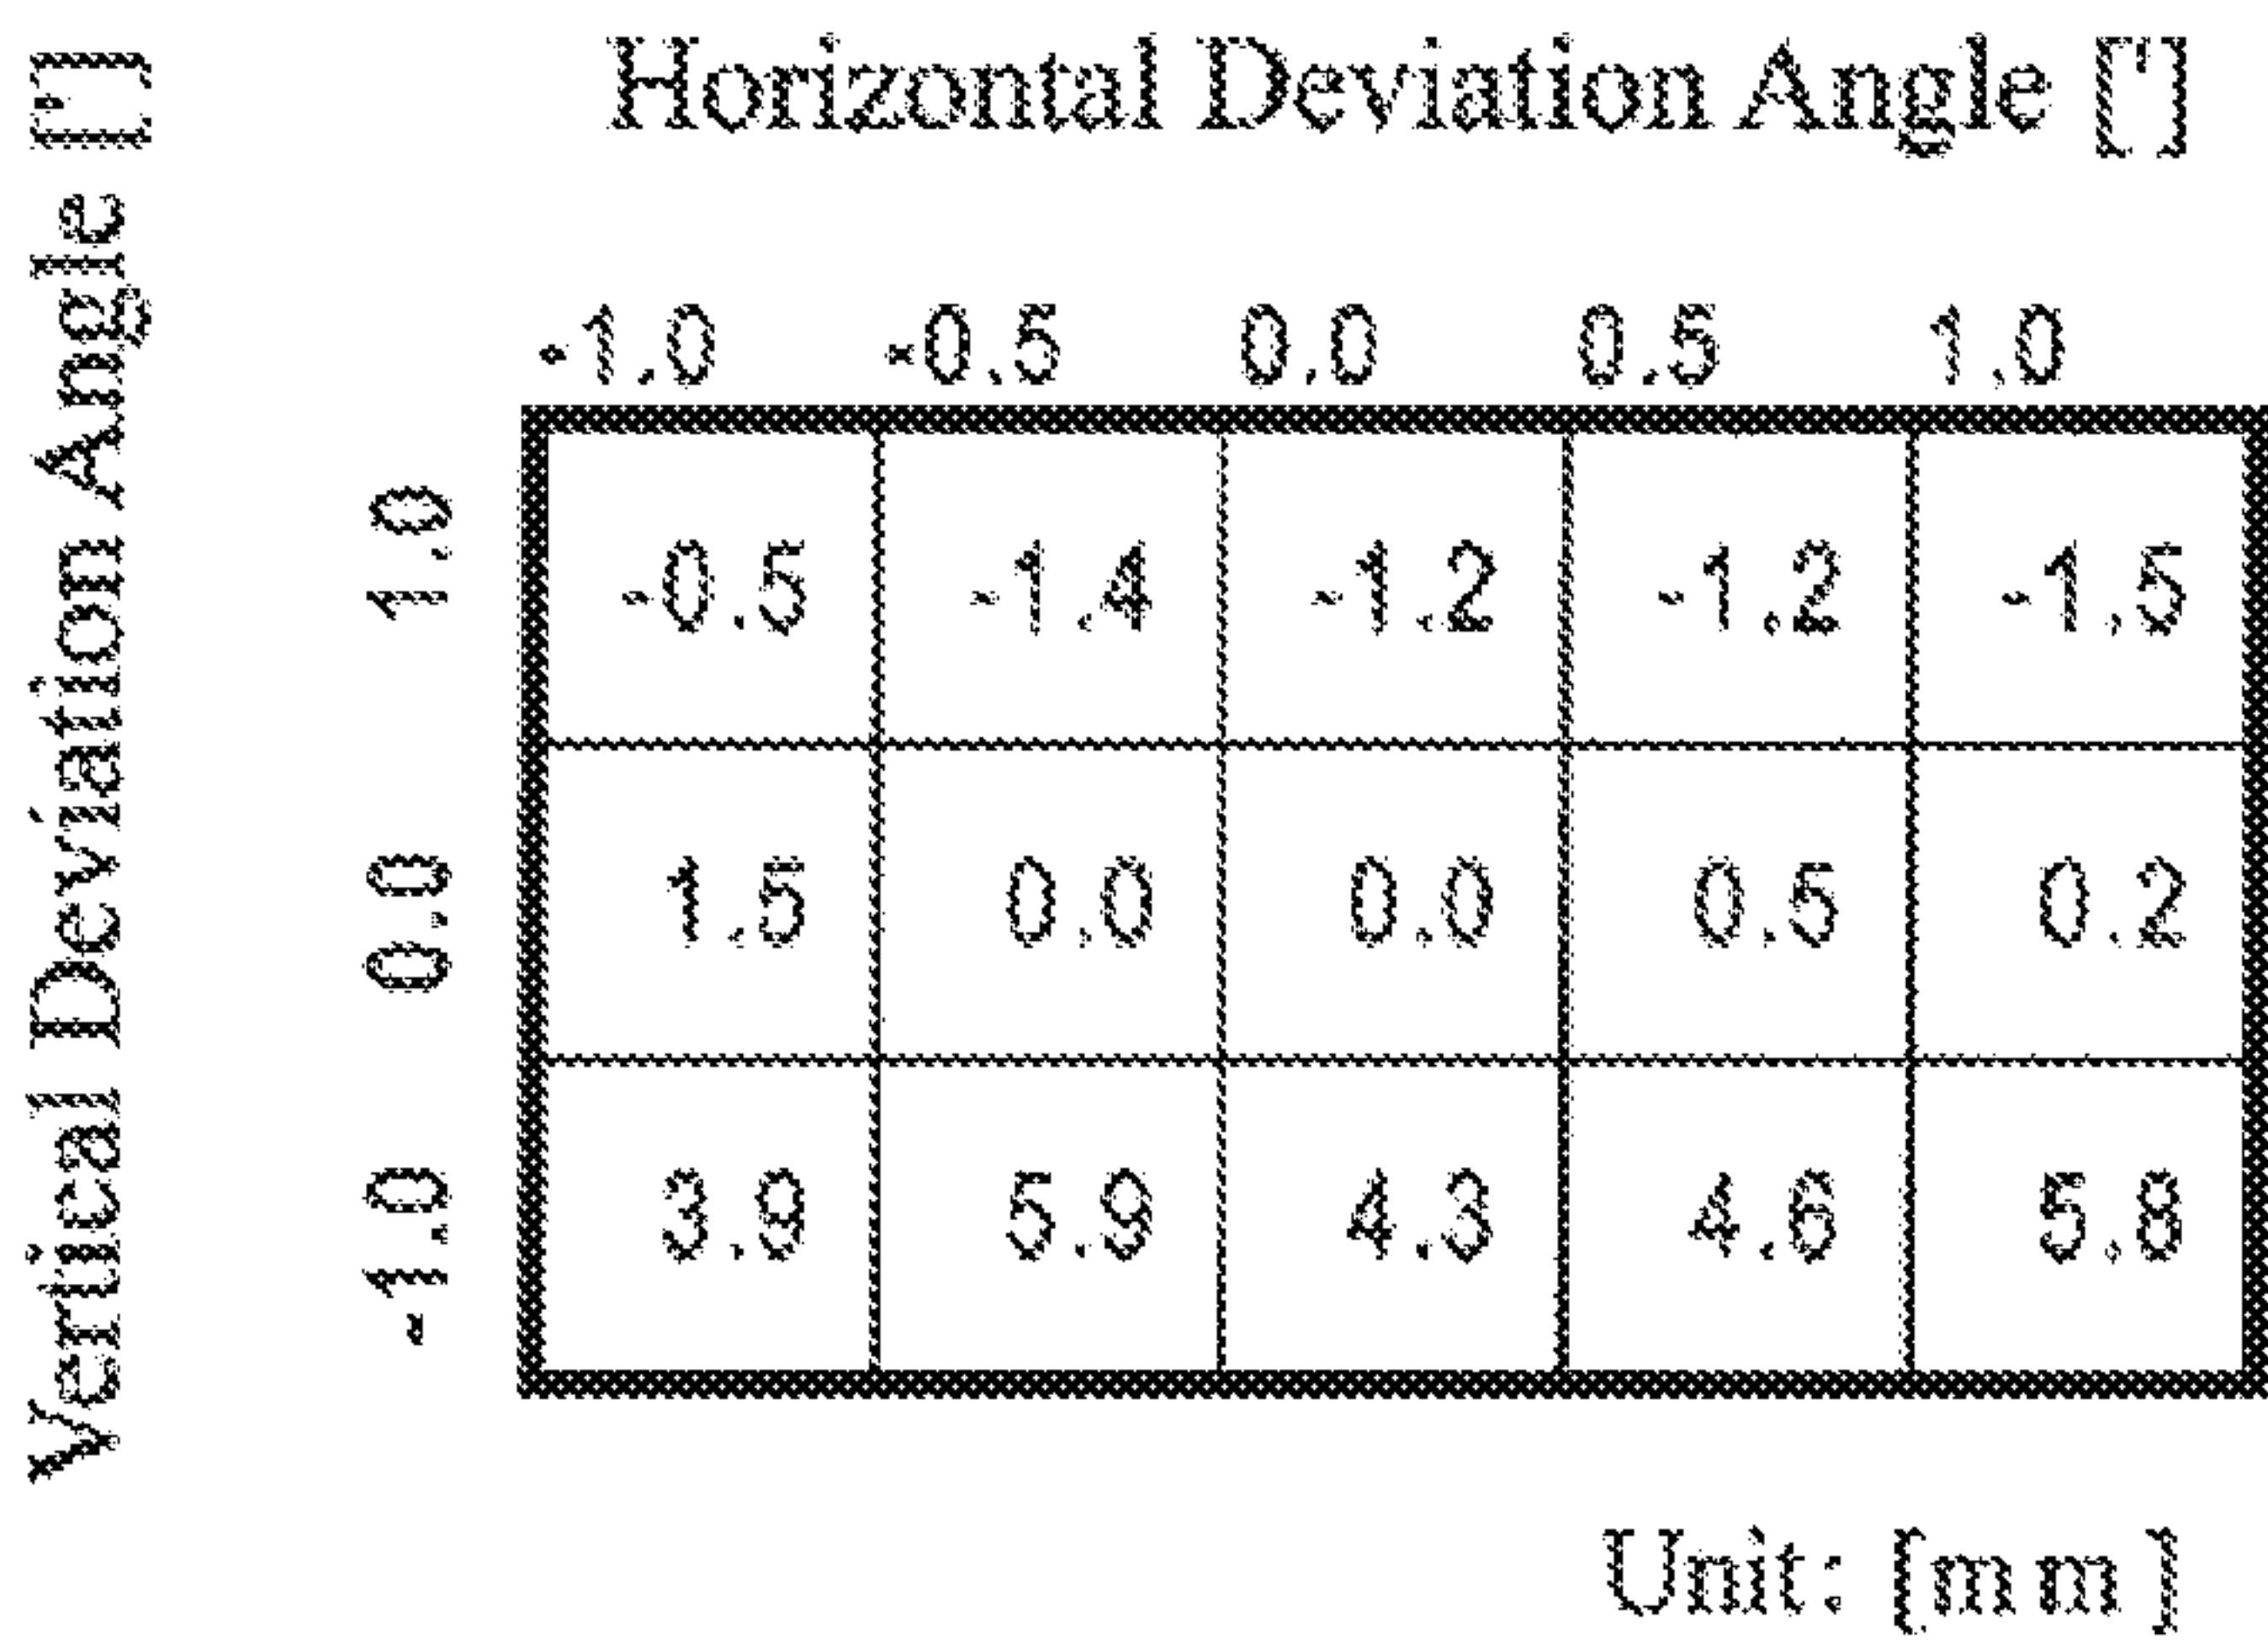 Horizontal Deviation Angle [']
Vertical Deviation Angle [']
-1.0 -0.5 0.0 0.5 1.0
1.0 -0.5 -1.4 -1.2 -1.2 -1.5
0.0 1.5 0.0 0.0 0.5 0.2
-1.0 3.9 5.9 4.3 4.6 5.8
Unit: [mm]